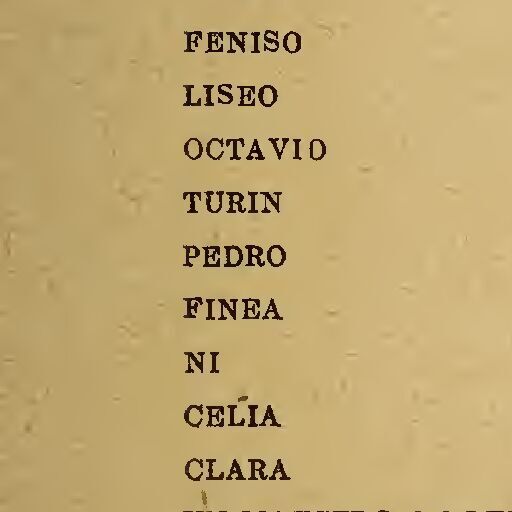 FENISO
LISEO
OCTAVIO
TURIN
PEDRO
FINEA
NI
CELIA
CLARA